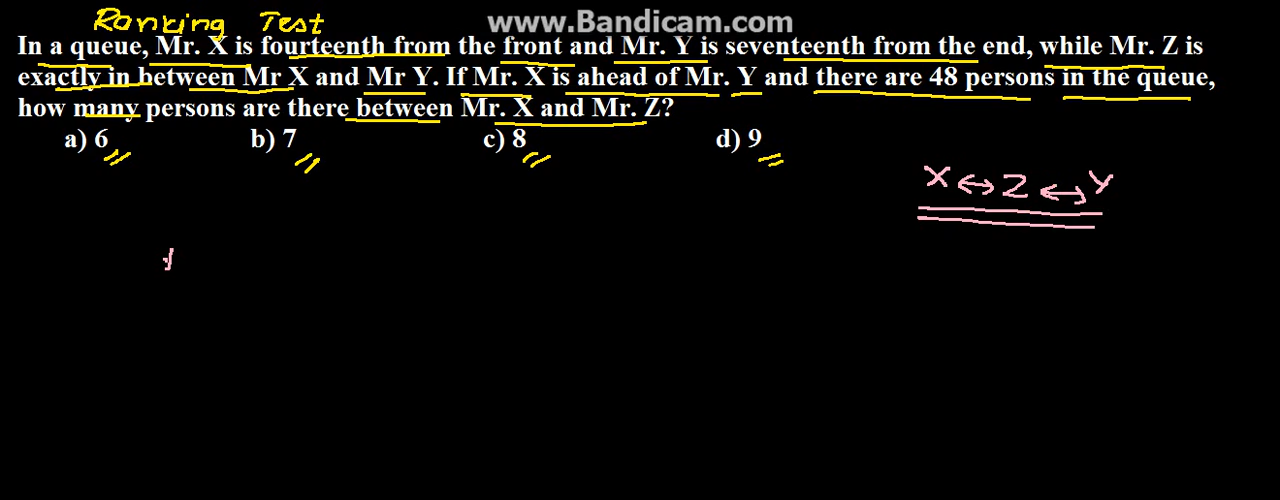 www.Bandicam.com
Ranking Test
In a queue, Mr. X is fourteenth from the front and Mr. Y is seventeenth from the end, while Mr. Z is
exactly in between Mr X and Mr Y. If Mr. X is ahead of Mr. Y and there are 48 persons in the queue,
how many persons are there between Mr. X and Mr. Z?
a) 6 b) 7 c) 8 d) 9
X ↔ Z ↔ Y